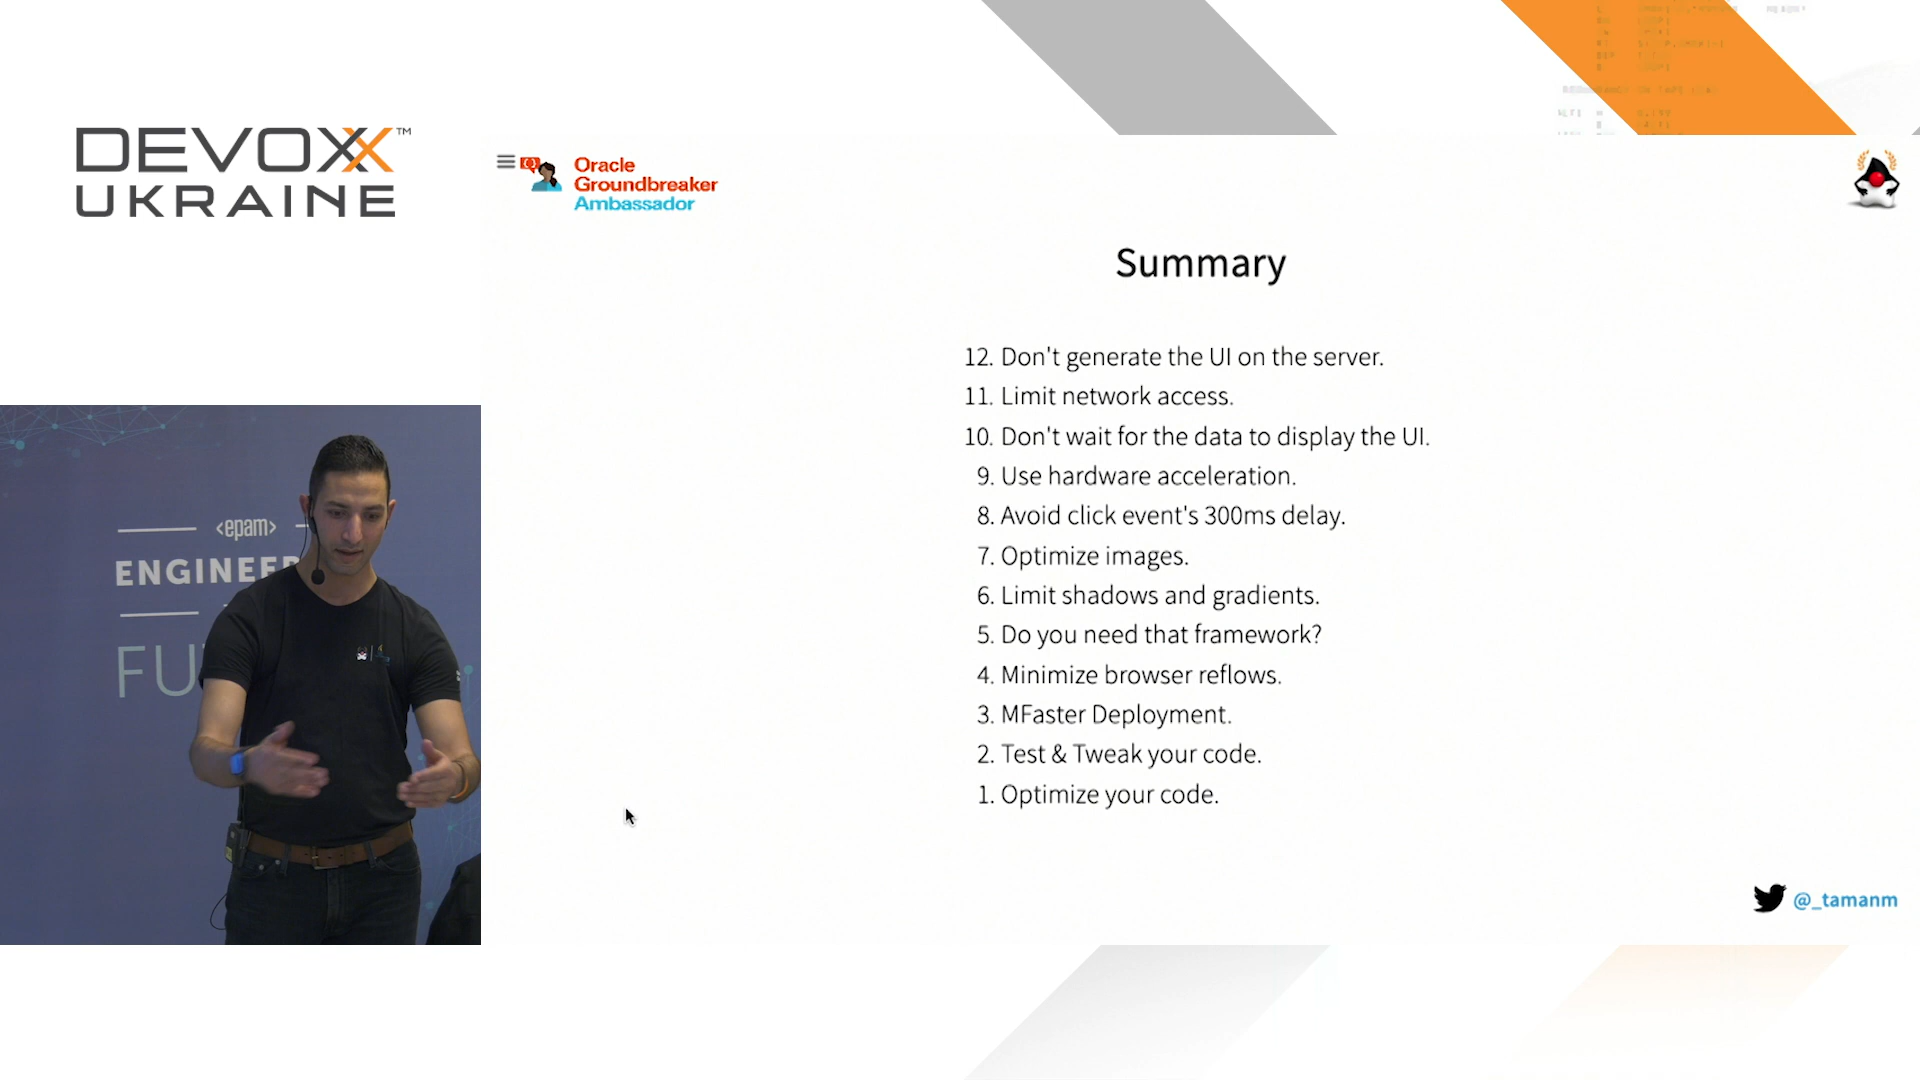 DEVOXX™
UKRAINE
Oracle
Groundbreaker
Ambassador
Summary
12. Don't generate the UI on the server.
11. Limit network access.
10. Don't wait for the data to display the UI.
9. Use hardware acceleration.
8. Avoid click event's 300ms delay.
7. Optimize images.
6. Limit shadows and gradients.
5. Do you need that framework?
4. Minimize browser reflows.
3. MFaster Deployment.
2. Test & Tweak your code.
1. Optimize your code.
<epam>
ENGINEER
FU
@_tamanm